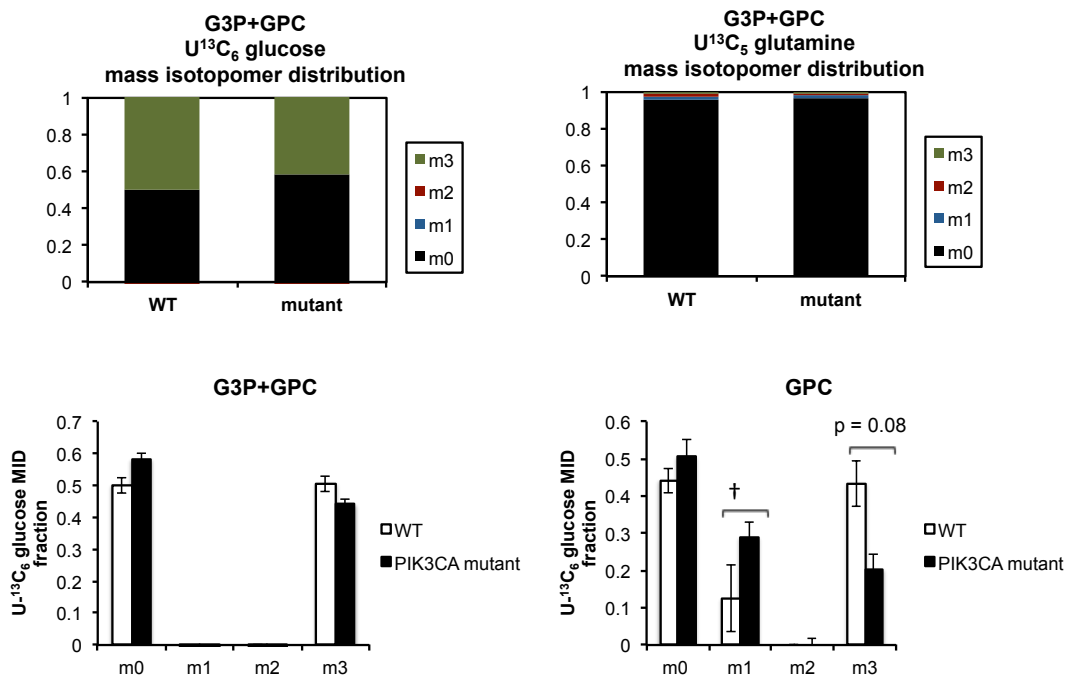 G3P+GPC
U¹³C₆ glucose
mass isotopomer distribution
1
0.8
0.6
0.4
0.2
0
WT
mutant
m3
m2
m1
m0
G3P+GPC
U¹³C₅ glutamine
mass isotopomer distribution
1
0.8
0.6
0.4
0.2
0
WT
mutant
m3
m2
m1
m0
G3P+GPC
U-¹³C₆ glucose MID
fraction
0.7
0.6
0.5
0.4
0.3
0.2
0.1
0
m0
m1
m2
m3
WT
PIK3CA mutant
GPC
U-¹³C₆ glucose MID
fraction
0.6
0.5
0.4
0.3
0.2
0.1
0
†
p = 0.08
m0
m1
m2
m3
WT
PIK3CA mutant